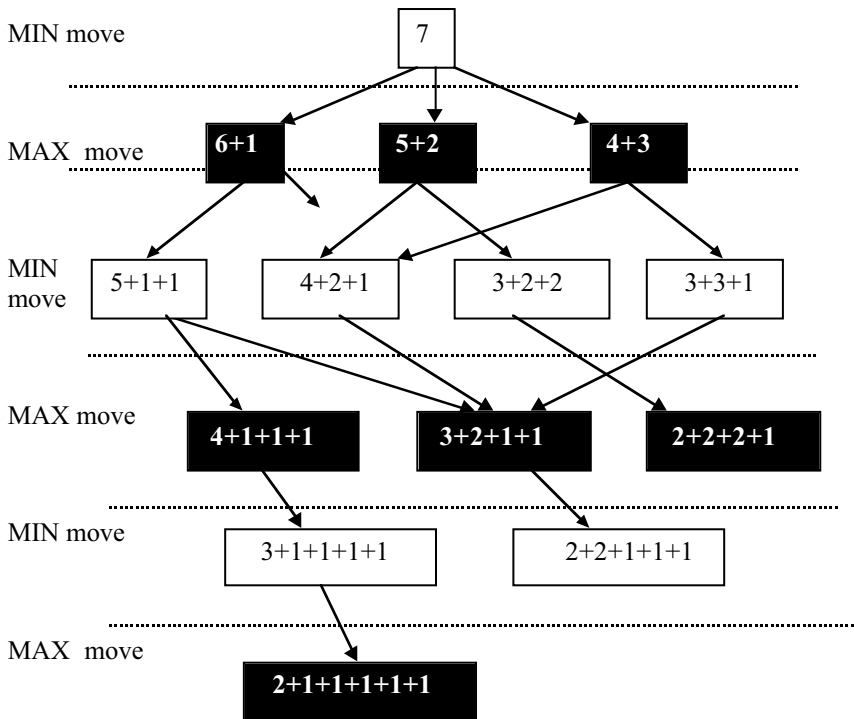 MIN move
7
MAX move
6+1
5+2
4+3
MIN
move
5+1+1
4+2+1
3+2+2
3+3+1
MAX move
4+1+1+1
3+2+1+1
2+2+2+1
MIN move
3+1+1+1+1
2+2+1+1+1
MAX move
2+1+1+1+1+1